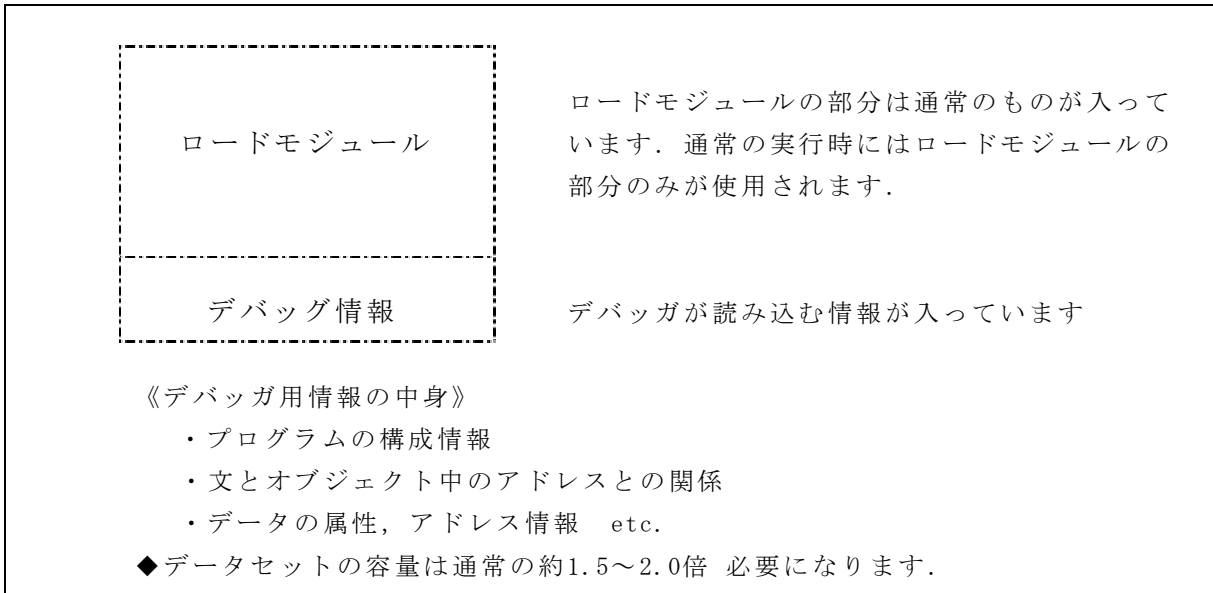 ロードモジュール
ロードモジュールの部分は通常のものが入って
います．通常の実行時にはロードモジュールの
部分のみが使用されます．
デバッグ情報
デバッガが読み込む情報が入っています
《デバッガ用情報の中身》
・プログラムの構成情報
・文とオブジェクト中のアドレスとの関係
・データの属性，アドレス情報　etc.
◆データセットの容量は通常の約1.5～2.0倍 必要になります．